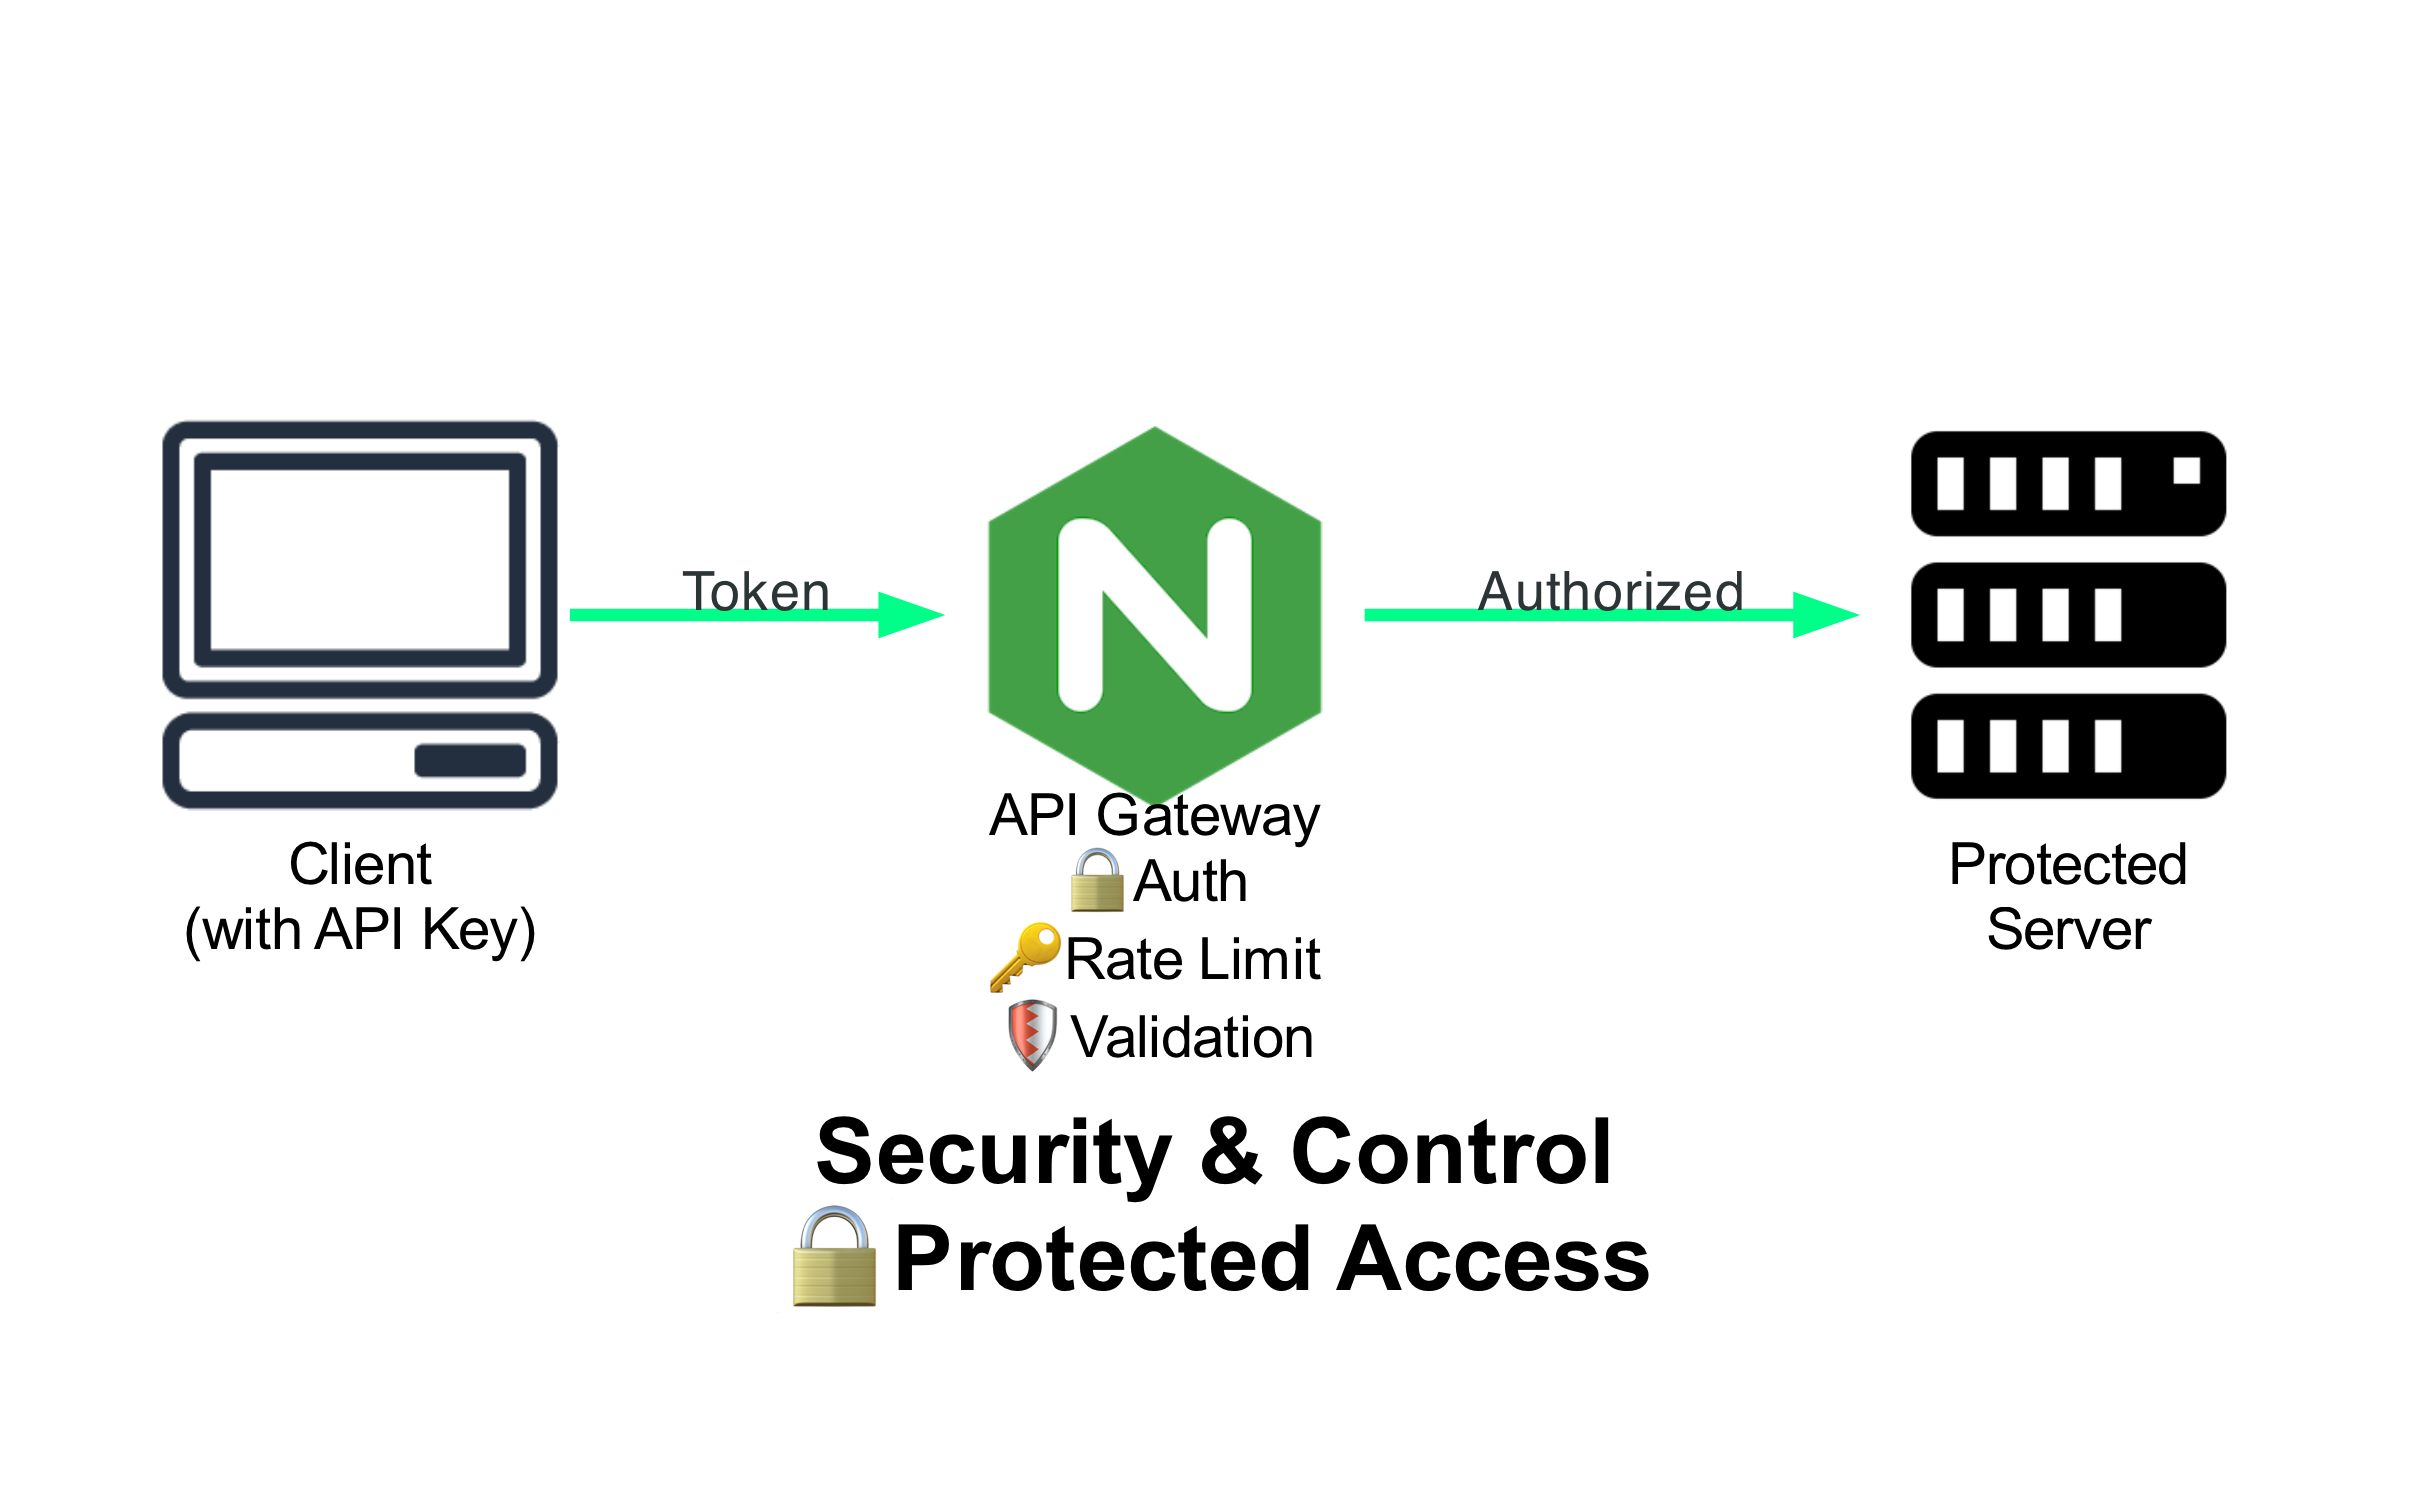 Token
Authorized
Client
(with API Key)
API Gateway
🔒 Auth
🔑 Rate Limit
🛡 Validation
Protected
Server
Security & Control
🔒 Protected Access